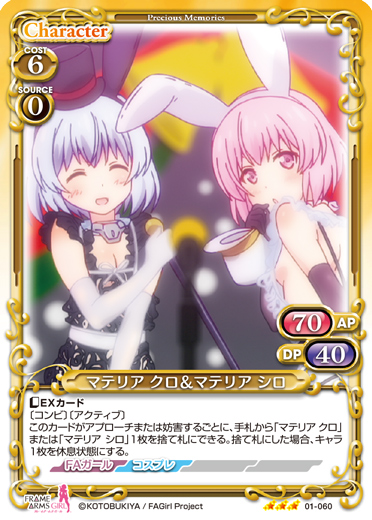 Precious Memories
Character
COST
6
SOURCE
0
70 AP
DP 40
マテリア クロ&マテリア シロ
EXカード
[コンビ] [アクティブ]
このカードがアプローチまたは妨害するごとに、手札から「マテリア クロ」
または「マテリア シロ」1枚を捨て札にできる。捨て札にした場合、キャラ
1枚を休息状態にする。
FAガール コスプレ
FRAME
ARMS GIRL
©KOTOBUKIYA / FAGirl Project
01-060